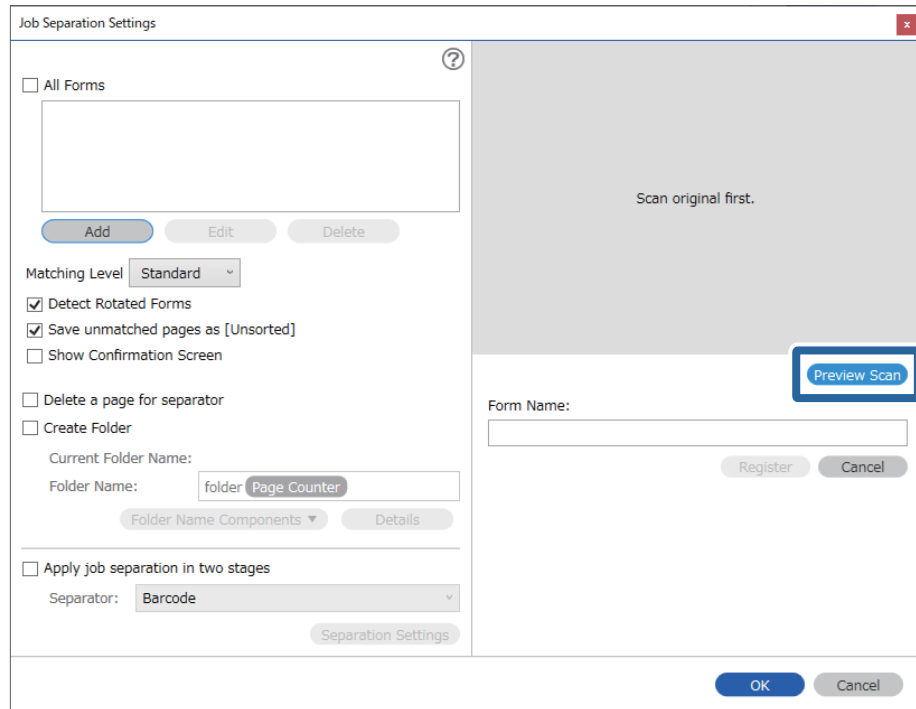 Job Separation Settings
x
?
All Forms
Add Edit Delete
Matching Level Standard
Detect Rotated Forms
Save unmatched pages as [Unsorted]
Show Confirmation Screen
Delete a page for separator
Create Folder
Current Folder Name:
Folder Name: folder Page Counter
Folder Name Components ▼ Details
Apply job separation in two stages
Separator: Barcode
Separation Settings
Scan original first.
Preview Scan
Form Name:
Register Cancel
OK Cancel